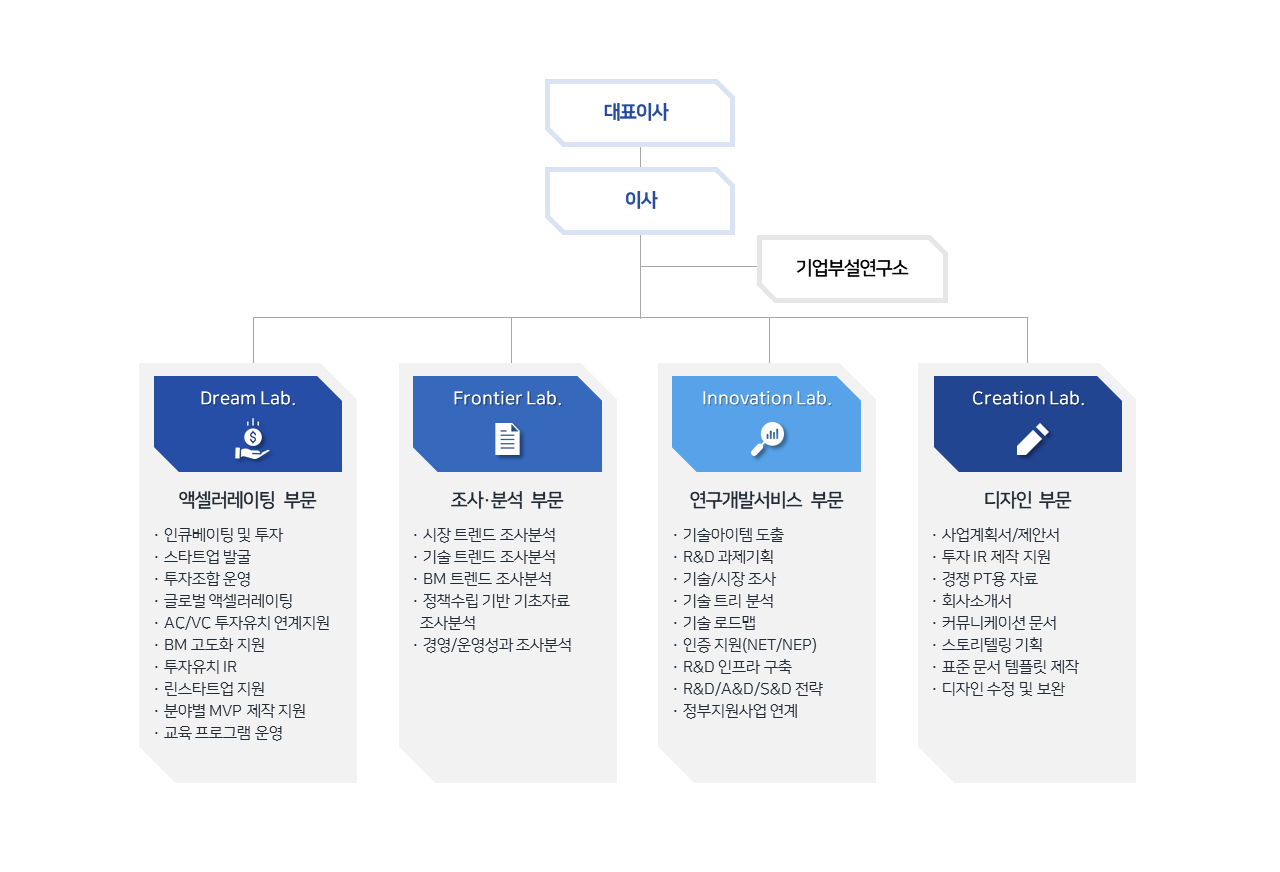 대표이사
이사
기업부설연구소
Dream Lab.
액셀러레이팅 부문
· 인큐베이팅 및 투자
· 스타트업 발굴
· 투자조합 운영
· 글로벌 액셀러레이팅
· AC/VC 투자유치 연계지원
· BM 고도화 지원
· 투자유치 IR
· 린스타트업 지원
· 분야별 MVP 제작 지원
· 교육 프로그램 운영
Frontier Lab.
조사·분석 부문
· 시장 트렌드 조사분석
· 기술 트렌드 조사분석
· BM 트렌드 조사분석
· 정책수립 기반 기초자료
조사분석
· 경영/운영성과 조사분석
Innovation Lab.
연구개발서비스 부문
· 기술아이템 도출
· R&D 과제기획
· 기술/시장 조사
· 기술 트리 분석
· 기술 로드맵
· 인증 지원(NET/NEP)
· R&D 인프라 구축
· R&D/A&D/S&D 전략
· 정부지원사업 연계
Creation Lab.
디자인 부문
· 사업계획서/제안서
· 투자 IR 제작 지원
· 경쟁 PT용 자료
· 회사소개서
· 커뮤니케이션 문서
· 스토리텔링 기획
· 표준 문서 템플릿 제작
· 디자인 수정 및 보완